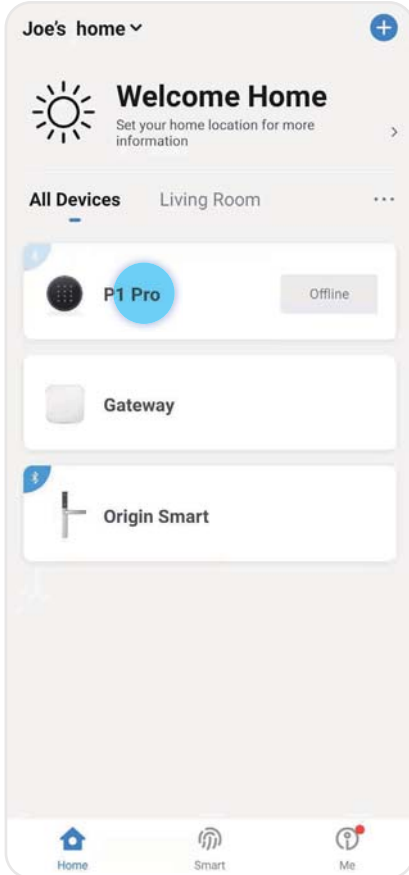 Joe's home
Welcome Home
Set your home location for more
information
All Devices
Living Room
P1 Pro
Offline
Gateway
Origin Smart
Home
Smart
Me